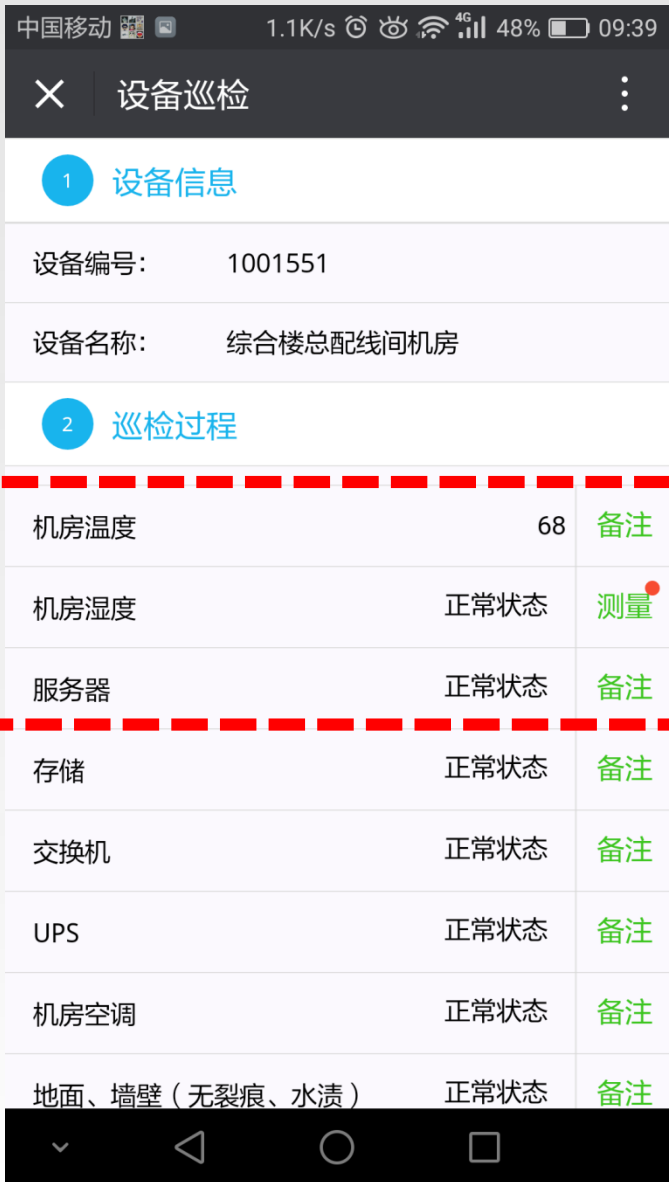 中国移动 1.1K/s 4G 48% 09:39
设备巡检
1 设备信息
设备编号： 1001551
设备名称： 综合楼总配线间机房
2 巡检过程
机房温度 68 备注
机房湿度 正常状态 测量
服务器 正常状态 备注
存储 正常状态 备注
交换机 正常状态 备注
UPS 正常状态 备注
机房空调 正常状态 备注
地面、墙壁（无裂痕、水渍） 正常状态 备注